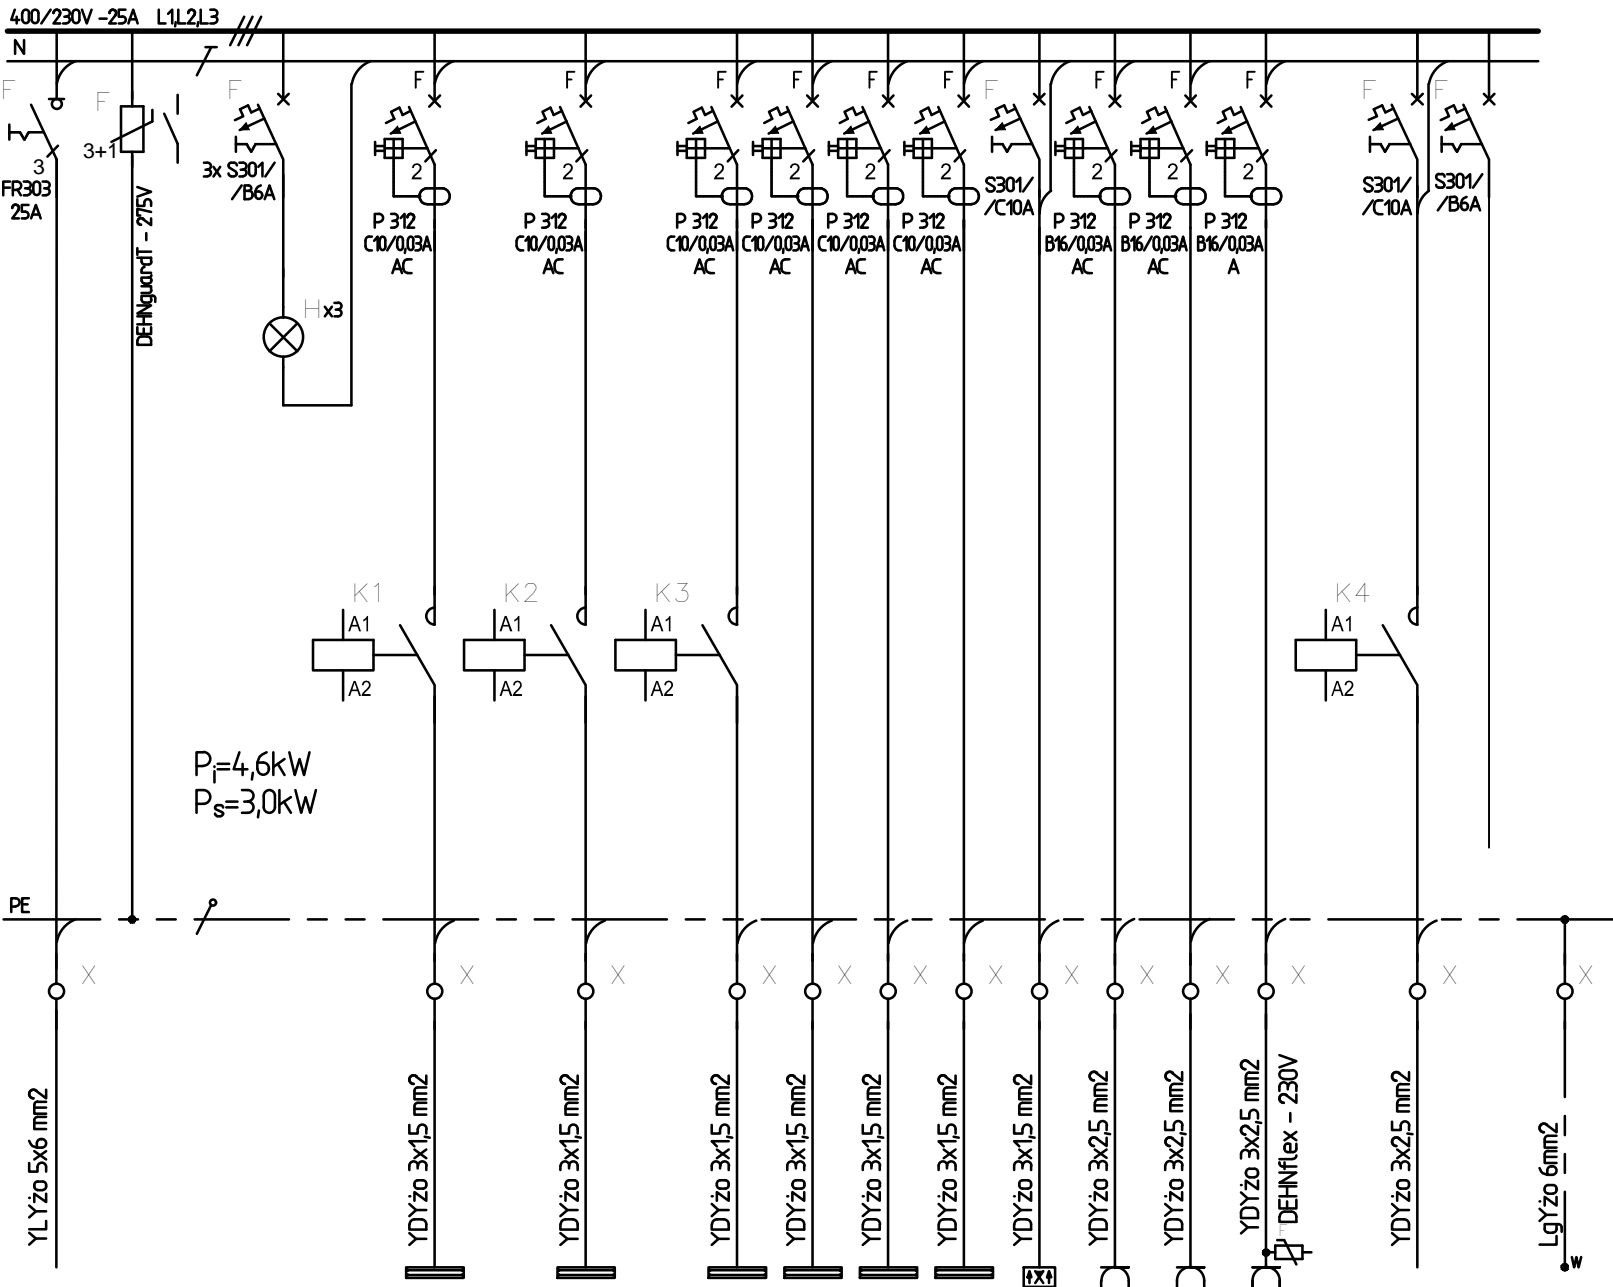 400/230V -25A L1,L2,L3
N
F
3
FR303
25A
F
3+1
DEHNguardT - 275V
F
3x S301/
/B6A
H x3
F
2
P 312
C10/0,03A
AC
F
2
P 312
C10/0,03A
AC
F
2
P 312
C10/0,03A
AC
F
2
P 312
C10/0,03A
AC
F
2
P 312
C10/0,03A
AC
F
2
P 312
C10/0,03A
AC
F
S301/
/C10A
F
2
P 312
B16/0,03A
AC
F
2
P 312
B16/0,03A
AC
F
2
P 312
B16/0,03A
A
F
S301/
/C10A
F
S301/
/B6A
K1
A1
A2
K2
A1
A2
K3
A1
A2
K4
A1
A2
Pi=4,6kW
Ps=3,0kW
PE
X
X
X
X
X
X
X
X
X
X
X
X
X
YLYżo 5x6 mm2
YDYżo 3x1,5 mm2
YDYżo 3x1,5 mm2
YDYżo 3x1,5 mm2
YDYżo 3x1,5 mm2
YDYżo 3x1,5 mm2
YDYżo 3x1,5 mm2
YDYżo 3x1,5 mm2
YDYżo 3x2,5 mm2
YDYżo 3x2,5 mm2
YDYżo 3x2,5 mm2
DEHNflex - 230V
F
YDYżo 3x2,5 mm2
LgYżo 6mm2
W